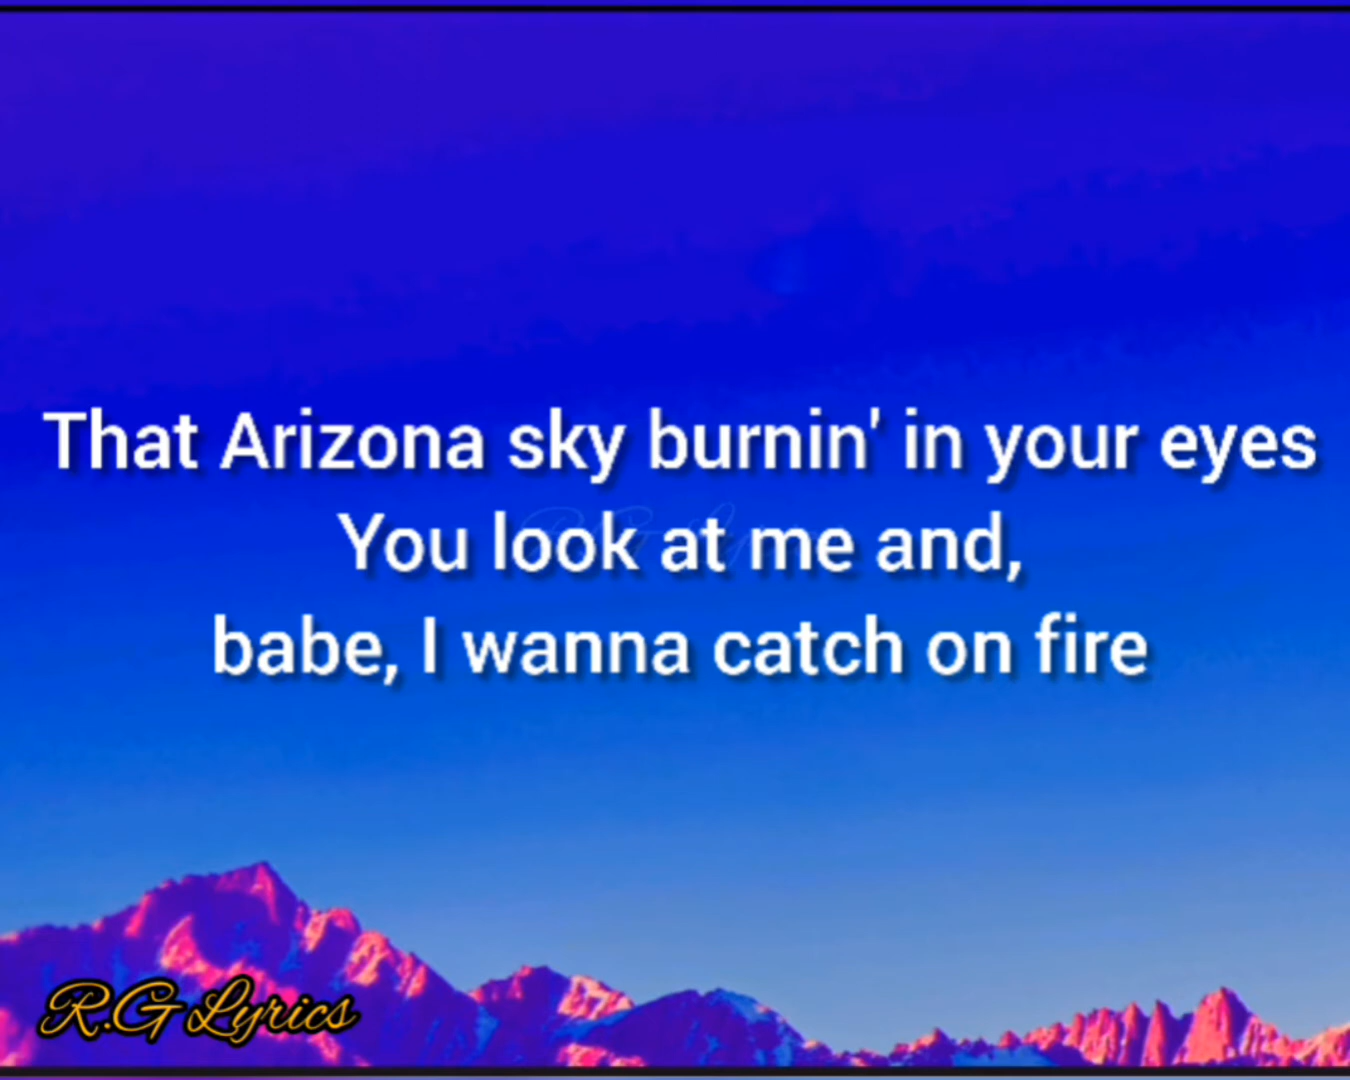 That Arizona sky burnin' in your eyes
You look at me and,
babe, I wanna catch on fire
R.G Lyrics